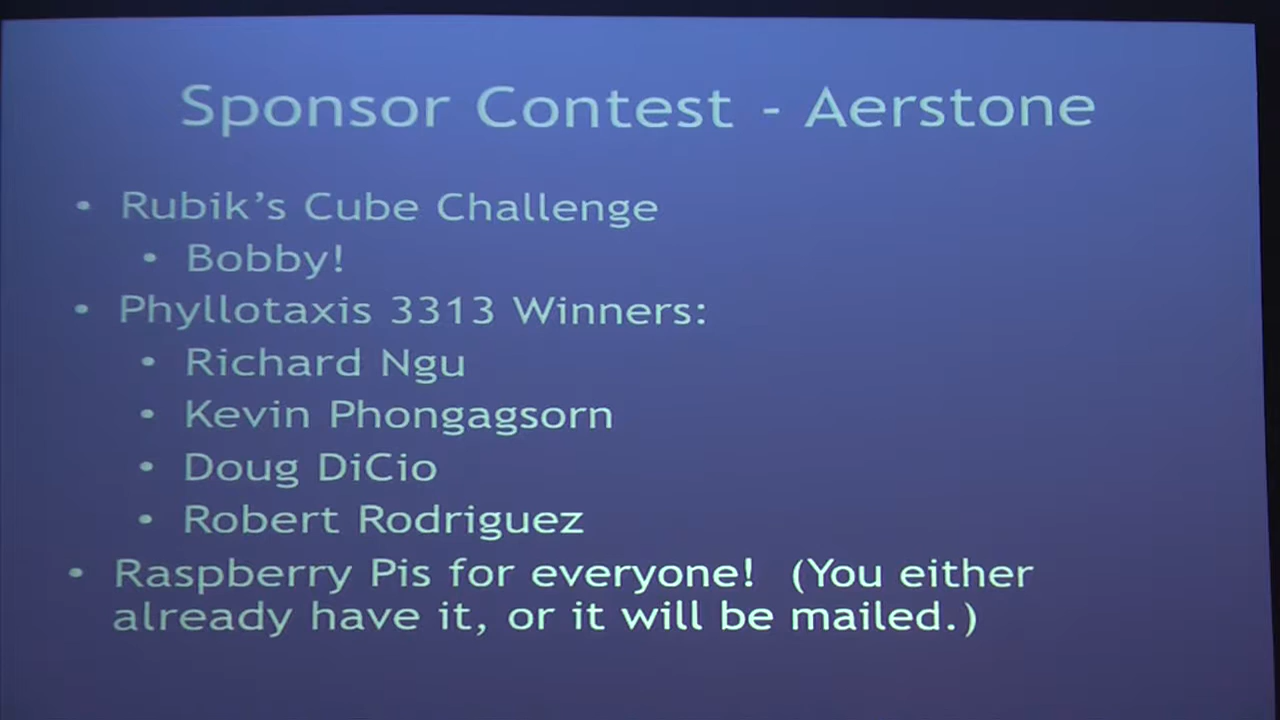 Sponsor Contest - Aerstone
• Rubik's Cube Challenge
• Bobby!
• Phyllotaxis 3313 Winners:
• Richard Ngu
• Kevin Phongagsorn
• Doug DiCio
• Robert Rodriguez
• Raspberry Pis for everyone! (You either
already have it, or it will be mailed.)